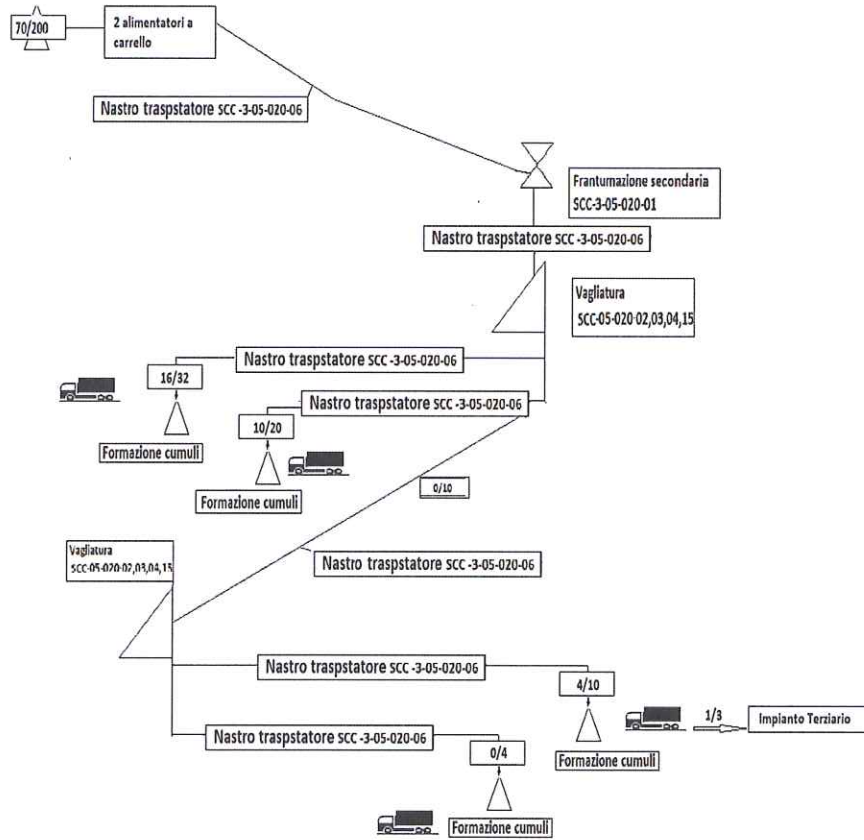 70/200
2 alimentatori a
carrello
Nastro traspstatore SCC -3-05-020-06
Frantumazione secondaria
SCC-3-05-020-01
Nastro traspstatore SCC -3-05-020-06
Vagliatura
SCC-05-020-02,03,04,15
Nastro traspstatore SCC -3-05-020-06
16/32
Nastro traspstatore SCC -3-05-020-06
10/20
Formazione cumuli
Formazione cumuli
0/10
Vagliatura
SCC-05-020-02,03,04,15
Nastro traspstatore SCC -3-05-020-06
Nastro traspstatore SCC -3-05-020-06
4/10
1/3
Impianto Terziario
Nastro traspstatore SCC -3-05-020-06
0/4
Formazione cumuli
Formazione cumuli